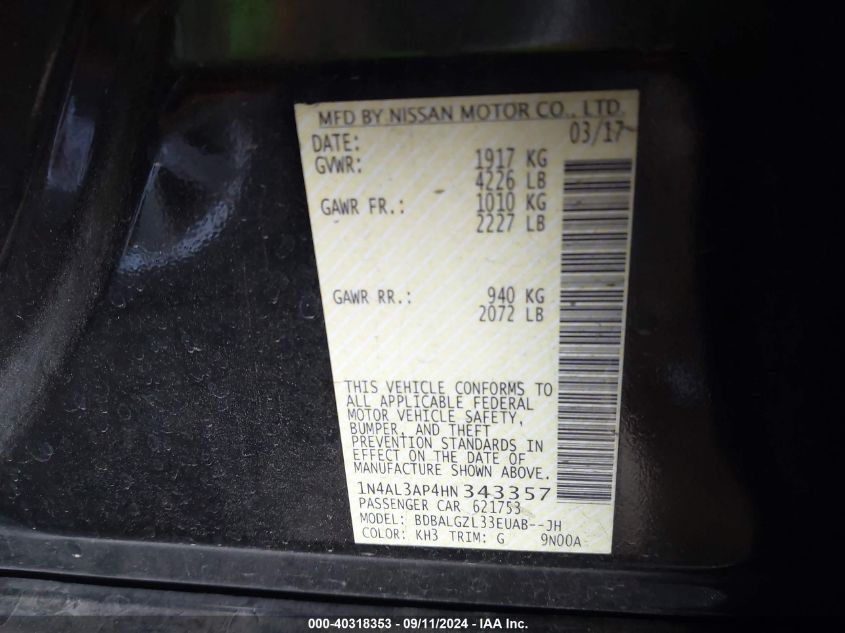 MFD BY NISSAN MOTOR CO., LTD.
DATE: 03/17
GVWR: 1917 KG
4226 LB
GAWR FR.: 1010 KG
2227 LB
GAWR RR.: 940 KG
2072 LB
THIS VEHICLE CONFORMS TO
ALL APPLICABLE FEDERAL
MOTOR VEHICLE SAFETY,
BUMPER, AND THEFT
PREVENTION STANDARDS IN
EFFECT ON THE DATE OF
MANUFACTURE SHOWN ABOVE.
1N4AL3AP4HN 343357
PASSENGER CAR 621753
MODEL: BDBALGZL33EUAB--JH
COLOR: KH3 TRIM: G 9N00A
000-40318353 - 09/11/2024 - IAA Inc.